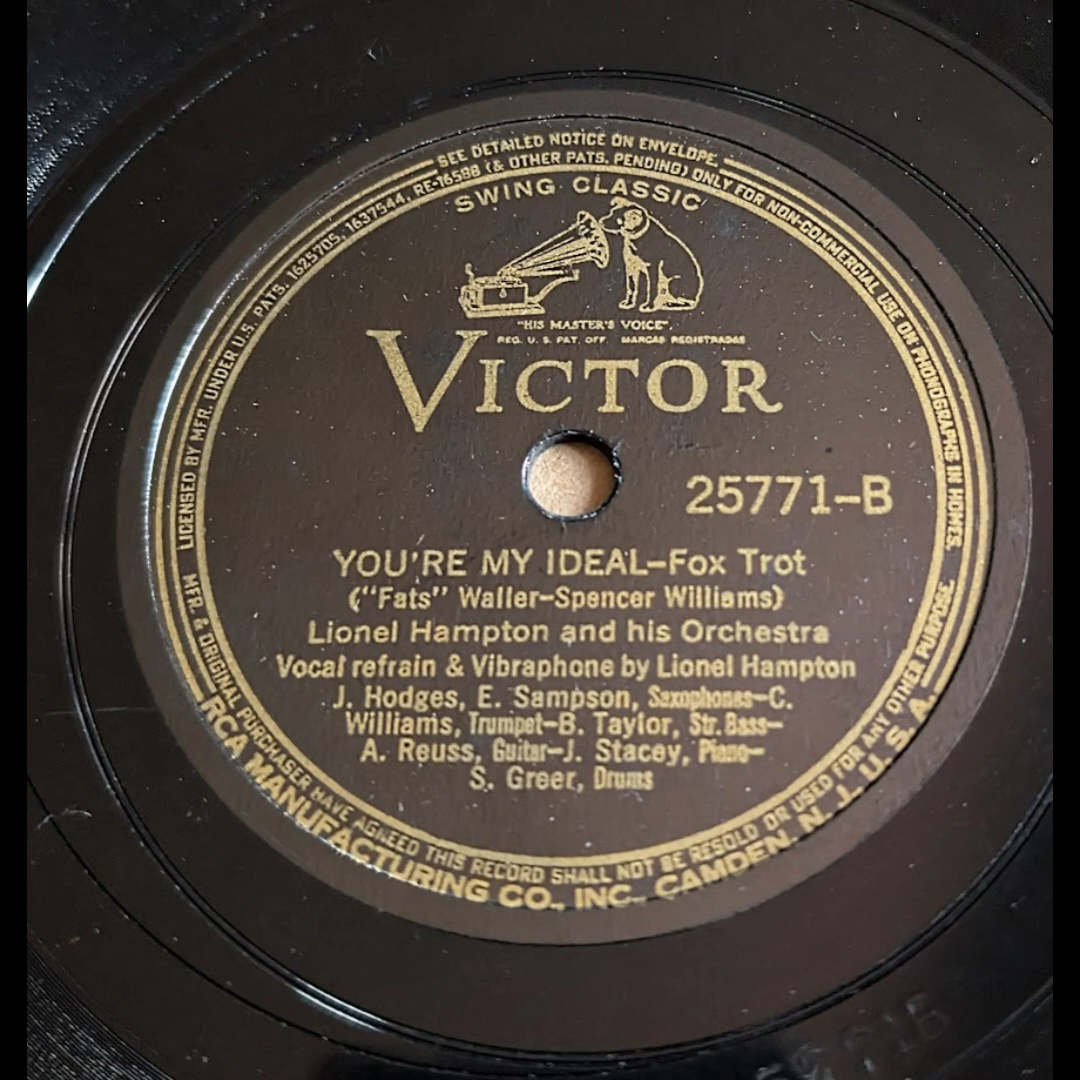 SEE DETAILED NOTICE ON ENVELOPE.
LICENSED BY MFR. UNDER U.S. PATS. 1625705, 1637544, RE-16588 (& OTHER PATS. PENDING) ONLY FOR NON-COMMERCIAL USE ON PHONOGRAPHS IN HOMES.
SWING CLASSIC
"HIS MASTER'S VOICE".
REG. U. S. PAT. OFF. MARCAS REGISTRADAS
VICTOR
25771-B
YOU'RE MY IDEAL-Fox Trot
("Fats" Waller-Spencer Williams)
Lionel Hampton and his Orchestra
Vocal refrain & Vibraphone by Lionel Hampton
J. Hodges, E. Sampson, Saxophones-C.
Williams, Trumpet-B. Taylor, Str. Bass-
A. Reuss, Guitar-J. Stacey, Piano-
S. Greer, Drums
MFR. & ORIGINAL PURCHASER HAVE AGREED THIS RECORD SHALL NOT BE RESOLD OR USED FOR ANY OTHER PURPOSE.
RCA MANUFACTURING CO., INC., CAMDEN, N. J., U. S. A.